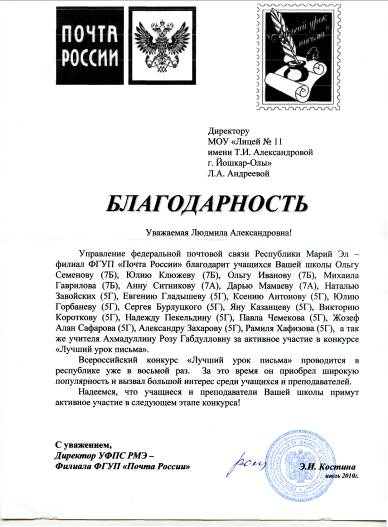 ПОЧТА
РОССИИ
Лучший урок
письма
Директору
МОУ «Лицей № 11
имени Т.И. Александровой
г. Йошкар-Олы»
Л.А. Андреевой
БЛАГОДАРНОСТЬ
Уважаемая Людмила Александровна!
Управление федеральной почтовой связи Республики Марий Эл –
филиал ФГУП «Почта России» благодарит учащихся Вашей школы Ольгу
Семенову (7Б), Юлию Клюжеву (7Б), Ольгу Иванову (7Б), Михаила
Гаврилова (7Б), Анну Ситникову (7А), Дарью Мамаеву (7А), Наталью
Завойских (5Г), Евгению Гладышеву (5Г), Ксению Антонову (5Г), Юлию
Горбаневу (5Г), Сергея Бурлуцкого (5Г), Яну Казанцеву (5Г), Викторию
Короткову (5Г), Надежду Пекельдину (5Г), Павла Чемекова (5Г), Жозеф
Алан Сафарова (5Г), Александру Захарову (5Г), Рамиля Хафизова (5Г), а так
же учителя Ахмадуллину Розу Габдулловну за активное участие в конкурсе
«Лучший урок письма».
Всероссийский конкурс «Лучший урок письма» проводится в
республике уже в восьмой раз. За это время он приобрел широкую
популярность и вызвал большой интерес среди учащихся и преподавателей.
Надеемся, что учащиеся и преподаватели Вашей школы примут
активное участие в следующем этапе конкурса!
С уважением,
Директор УФПС РМЭ –
Филиала ФГУП «Почта России»
Э.И. Костина
июль 2010г.